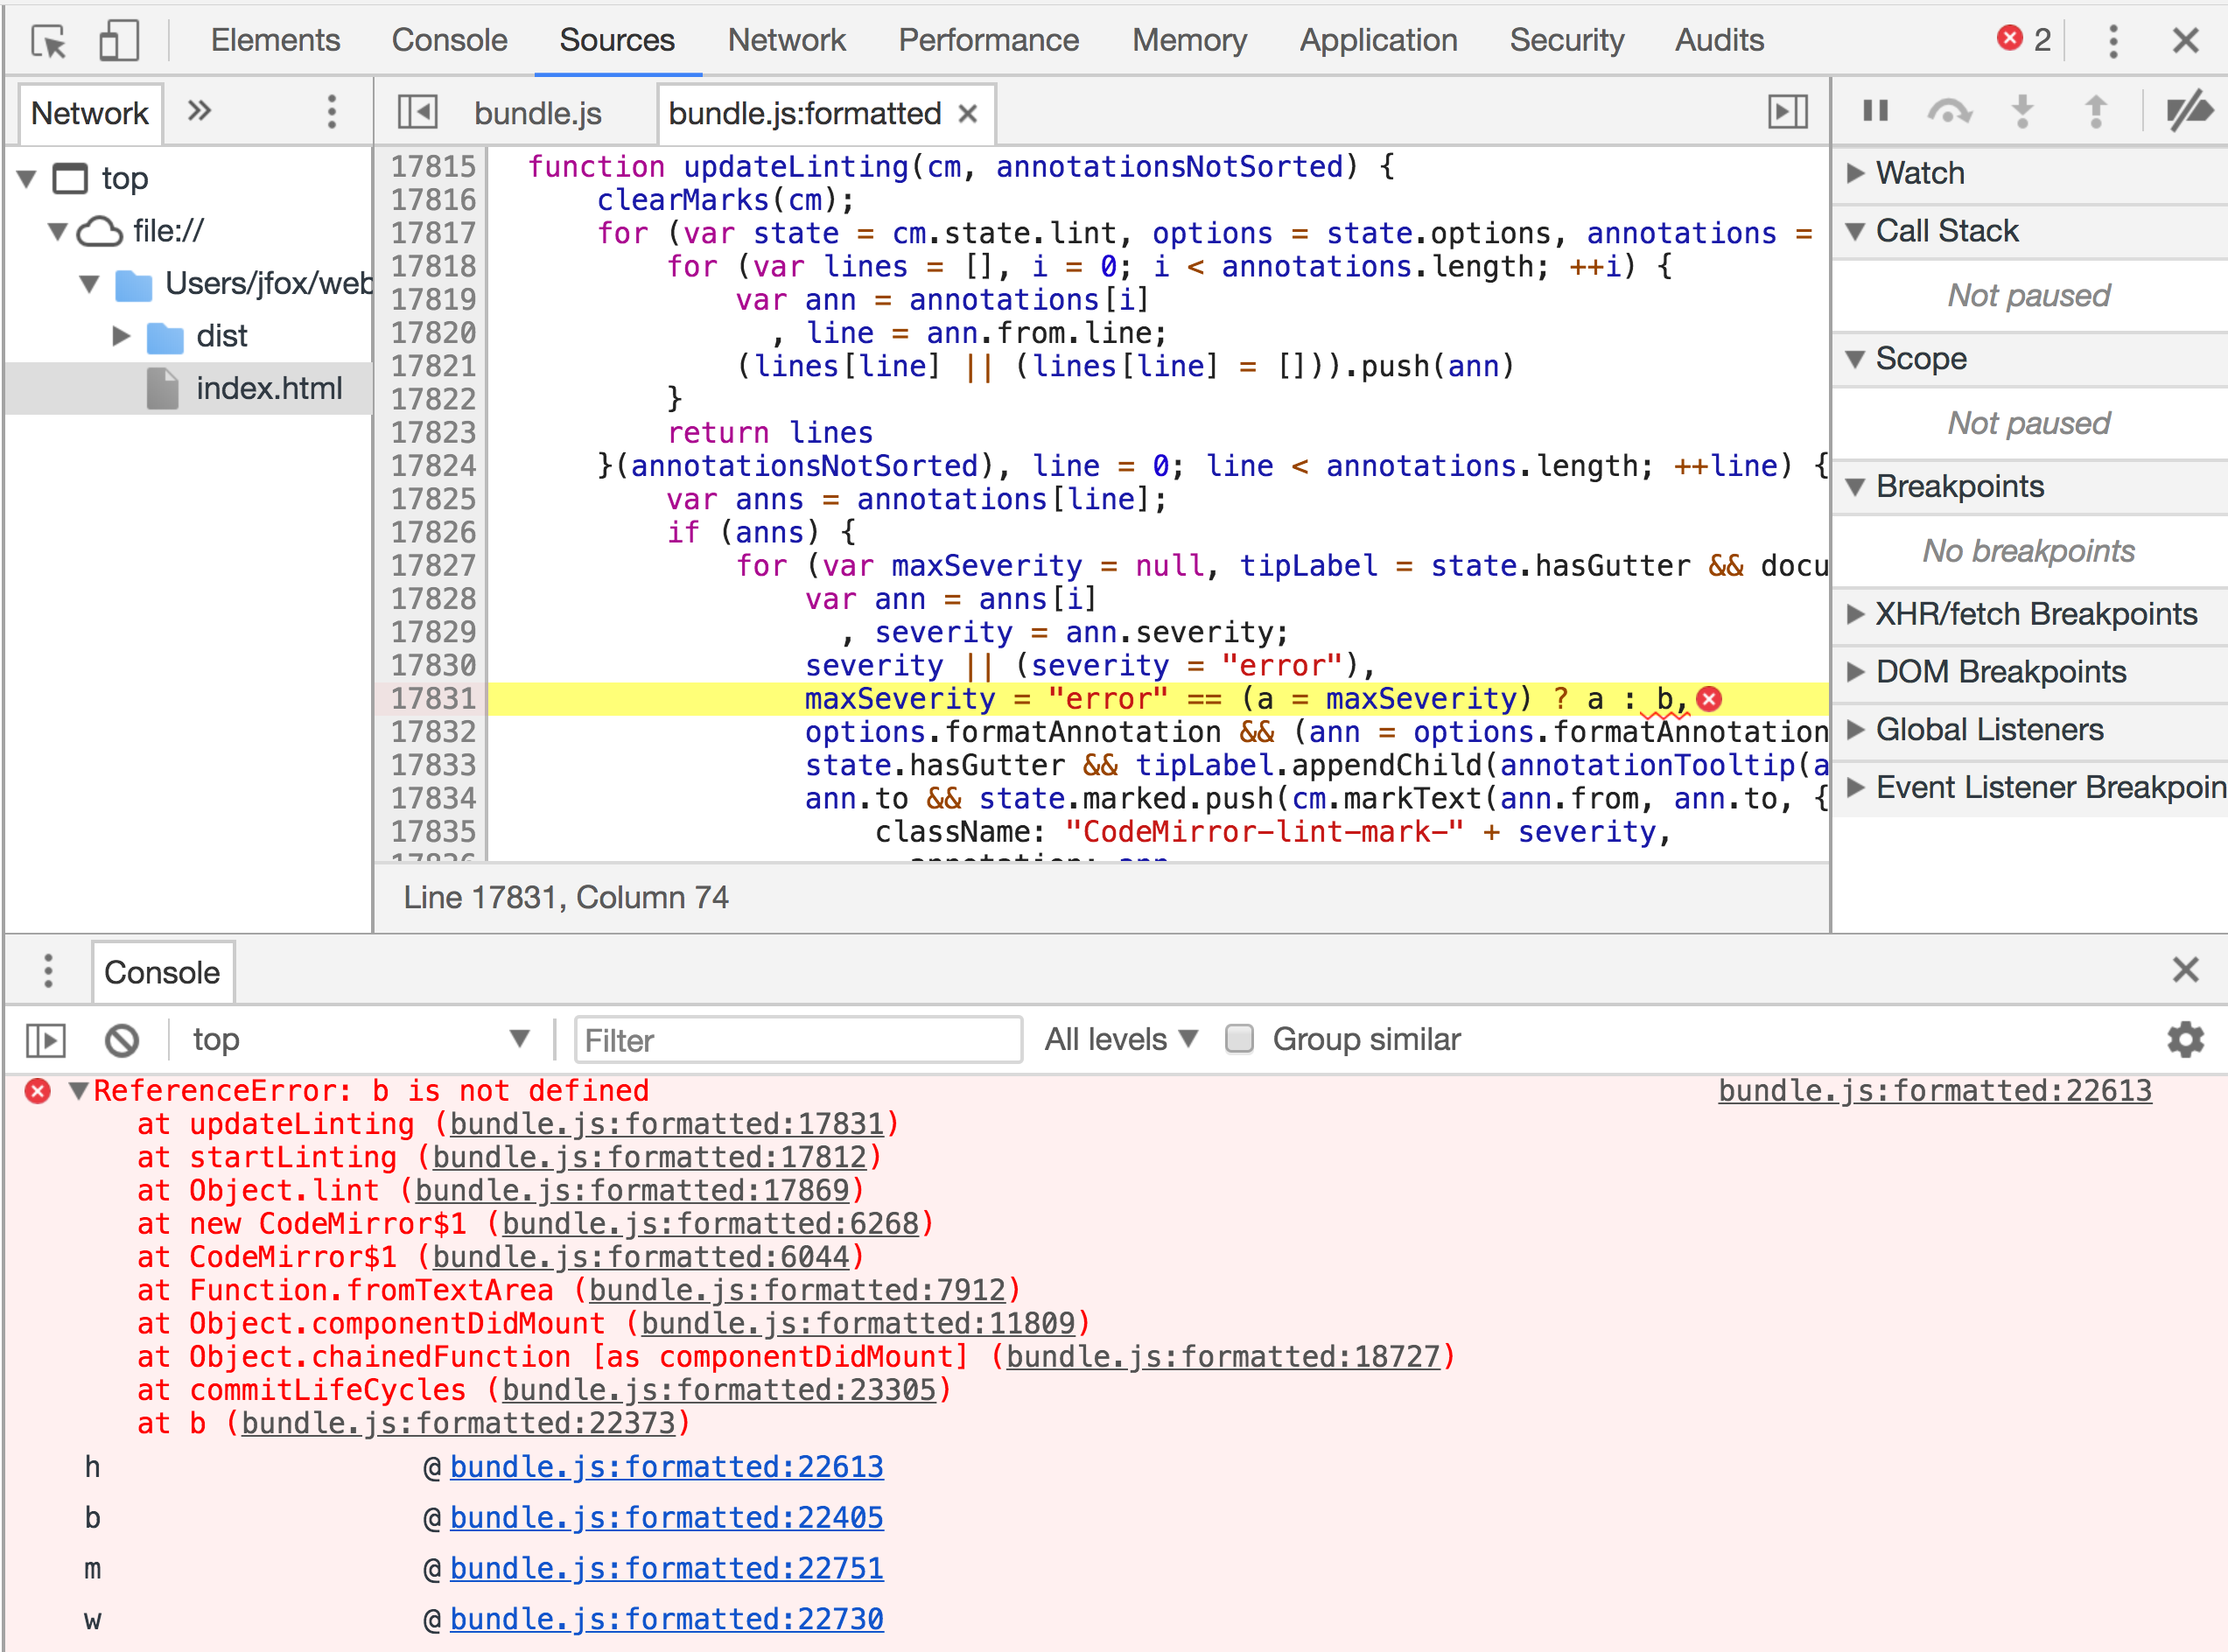 Elements Console Sources Network Performance Memory Application Security Audits 2
Network
bundle.js bundle.js:formatted
top
file://
Users/jfox/web
dist
index.html
17815 function updateLinting(cm, annotationsNotSorted) {
17816 clearMarks(cm);
17817 for (var state = cm.state.lint, options = state.options, annotations =
17818 for (var lines = [], i = 0; i < annotations.length; ++i) {
17819 var ann = annotations[i]
17820 , line = ann.from.line;
17821 (lines[line] || (lines[line] = [])).push(ann)
17822 }
17823 return lines
17824 }(annotationsNotSorted), line = 0; line < annotations.length; ++line) {
17825 var anns = annotations[line];
17826 if (anns) {
17827 for (var maxSeverity = null, tipLabel = state.hasGutter && docu
17828 var ann = anns[i]
17829 , severity = ann.severity;
17830 severity || (severity = "error"),
17831 maxSeverity = "error" == (a = maxSeverity) ? a : b,
17832 options.formatAnnotation && (ann = options.formatAnnotation
17833 state.hasGutter && tipLabel.appendChild(annotationTooltip(a
17834 ann.to && state.marked.push(cm.markText(ann.from, ann.to, {
17835 className: "CodeMirror-lint-mark-" + severity,
17836 annotation: ann
Line 17831, Column 74
Watch
Call Stack
Not paused
Scope
Not paused
Breakpoints
No breakpoints
XHR/fetch Breakpoints
DOM Breakpoints
Global Listeners
Event Listener Breakpoin
Console
top Filter All levels Group similar
ReferenceError: b is not defined bundle.js:formatted:22613
at updateLinting (bundle.js:formatted:17831)
at startLinting (bundle.js:formatted:17812)
at Object.lint (bundle.js:formatted:17869)
at new CodeMirror$1 (bundle.js:formatted:6268)
at CodeMirror$1 (bundle.js:formatted:6044)
at Function.fromTextArea (bundle.js:formatted:7912)
at Object.componentDidMount (bundle.js:formatted:11809)
at Object.chainedFunction [as componentDidMount] (bundle.js:formatted:18727)
at commitLifeCycles (bundle.js:formatted:23305)
at b (bundle.js:formatted:22373)
h @ bundle.js:formatted:22613
b @ bundle.js:formatted:22405
m @ bundle.js:formatted:22751
w @ bundle.js:formatted:22730